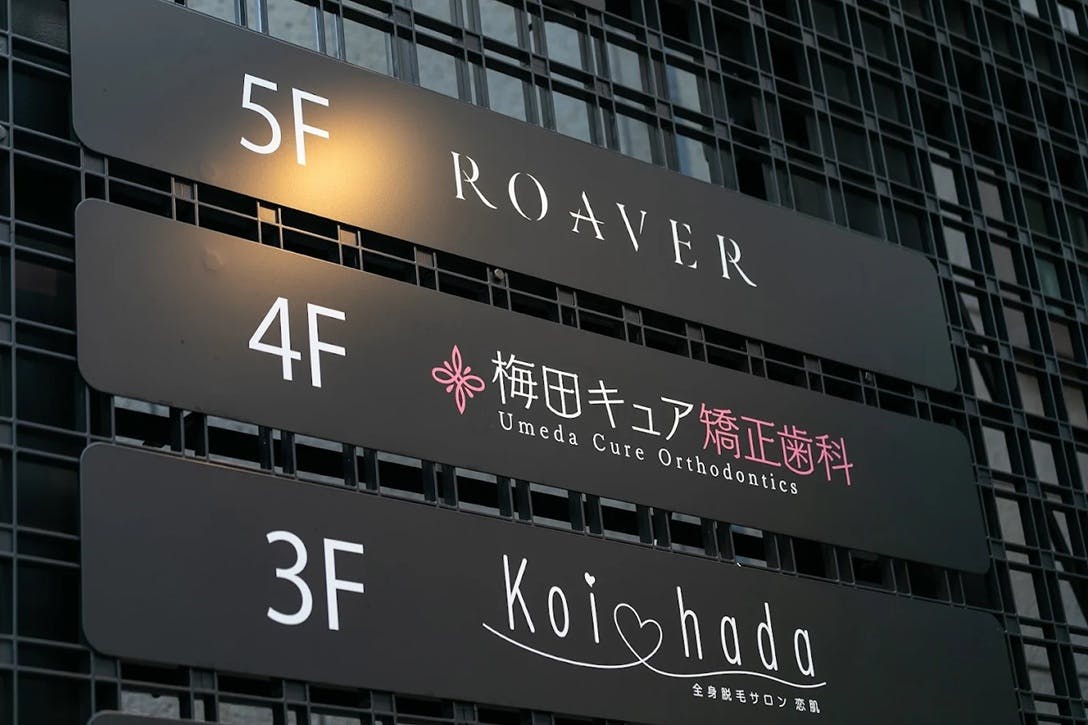 5F ROAVER
4F 梅田キュア矯正歯科
Umeda Cure Orthodontics
3F Koi hada
全身脱毛サロン 恋肌